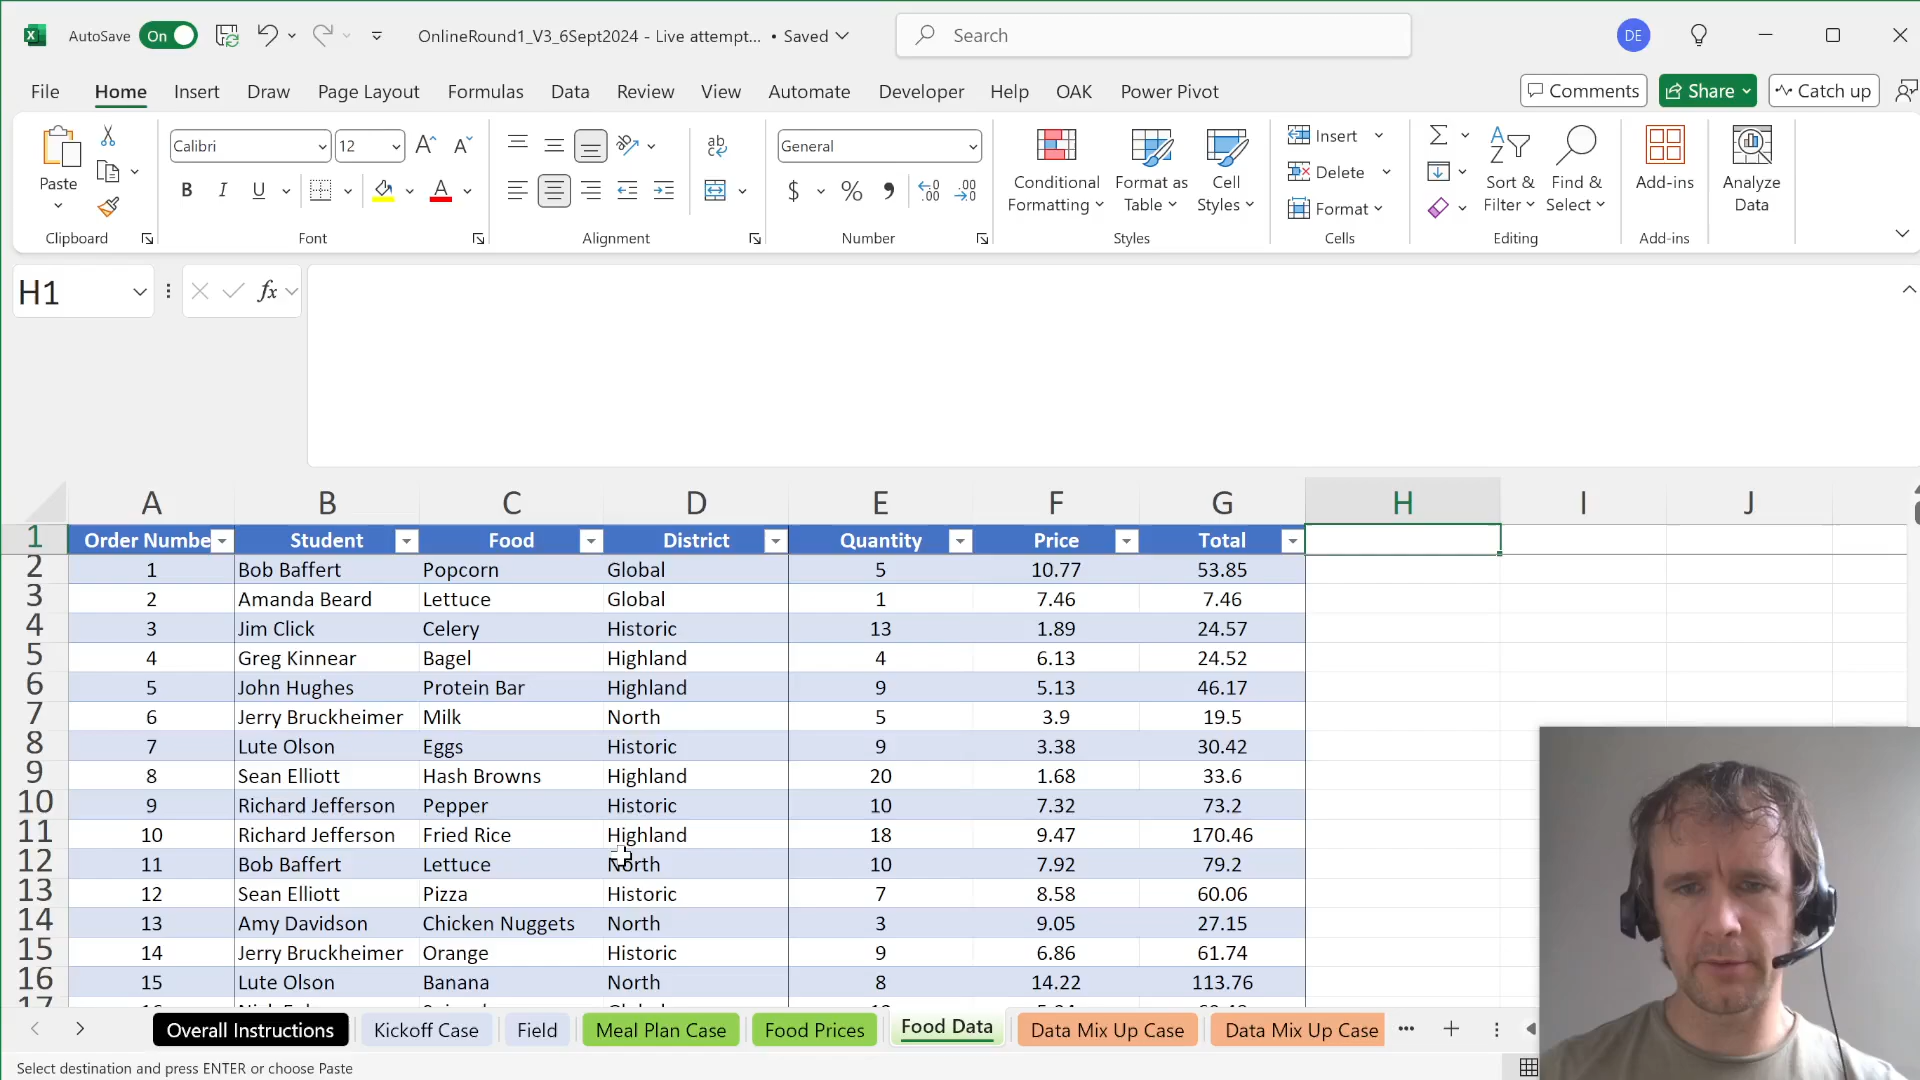 AutoSave On OnlineRound1_V3_6Sept2024 - Live attempt... • Saved Search DE
File Home Insert Draw Page Layout Formulas Data Review View Automate Developer Help OAK Power Pivot Comments Share Catch up
Paste
Clipboard
Calibri 12
B I U A
Font
ab
Alignment
General
$ % 9 .00
Number
Conditional Formatting
Format as Table
Cell Styles
Styles
Insert
Delete
Format
Cells
Sort & Filter
Find & Select
Editing
Add-ins
Add-ins
Analyze Data
H1 fx
A B C D E F G H I J
1 Order Numbe Student Food District Quantity Price Total
2 1 Bob Baffert Popcorn Global 5 10.77 53.85
3 2 Amanda Beard Lettuce Global 1 7.46 7.46
4 3 Jim Click Celery Historic 13 1.89 24.57
5 4 Greg Kinnear Bagel Highland 4 6.13 24.52
6 5 John Hughes Protein Bar Highland 9 5.13 46.17
7 6 Jerry Bruckheimer Milk North 5 3.9 19.5
8 7 Lute Olson Eggs Historic 9 3.38 30.42
9 8 Sean Elliott Hash Browns Highland 20 1.68 33.6
10 9 Richard Jefferson Pepper Historic 10 7.32 73.2
11 10 Richard Jefferson Fried Rice Highland 18 9.47 170.46
12 11 Bob Baffert Lettuce North 10 7.92 79.2
13 12 Sean Elliott Pizza Historic 7 8.58 60.06
14 13 Amy Davidson Chicken Nuggets North 3 9.05 27.15
15 14 Jerry Bruckheimer Orange Historic 9 6.86 61.74
16 15 Lute Olson Banana North 8 14.22 113.76
17
Overall Instructions Kickoff Case Field Meal Plan Case Food Prices Food Data Data Mix Up Case Data Mix Up Case
Select destination and press ENTER or choose Paste